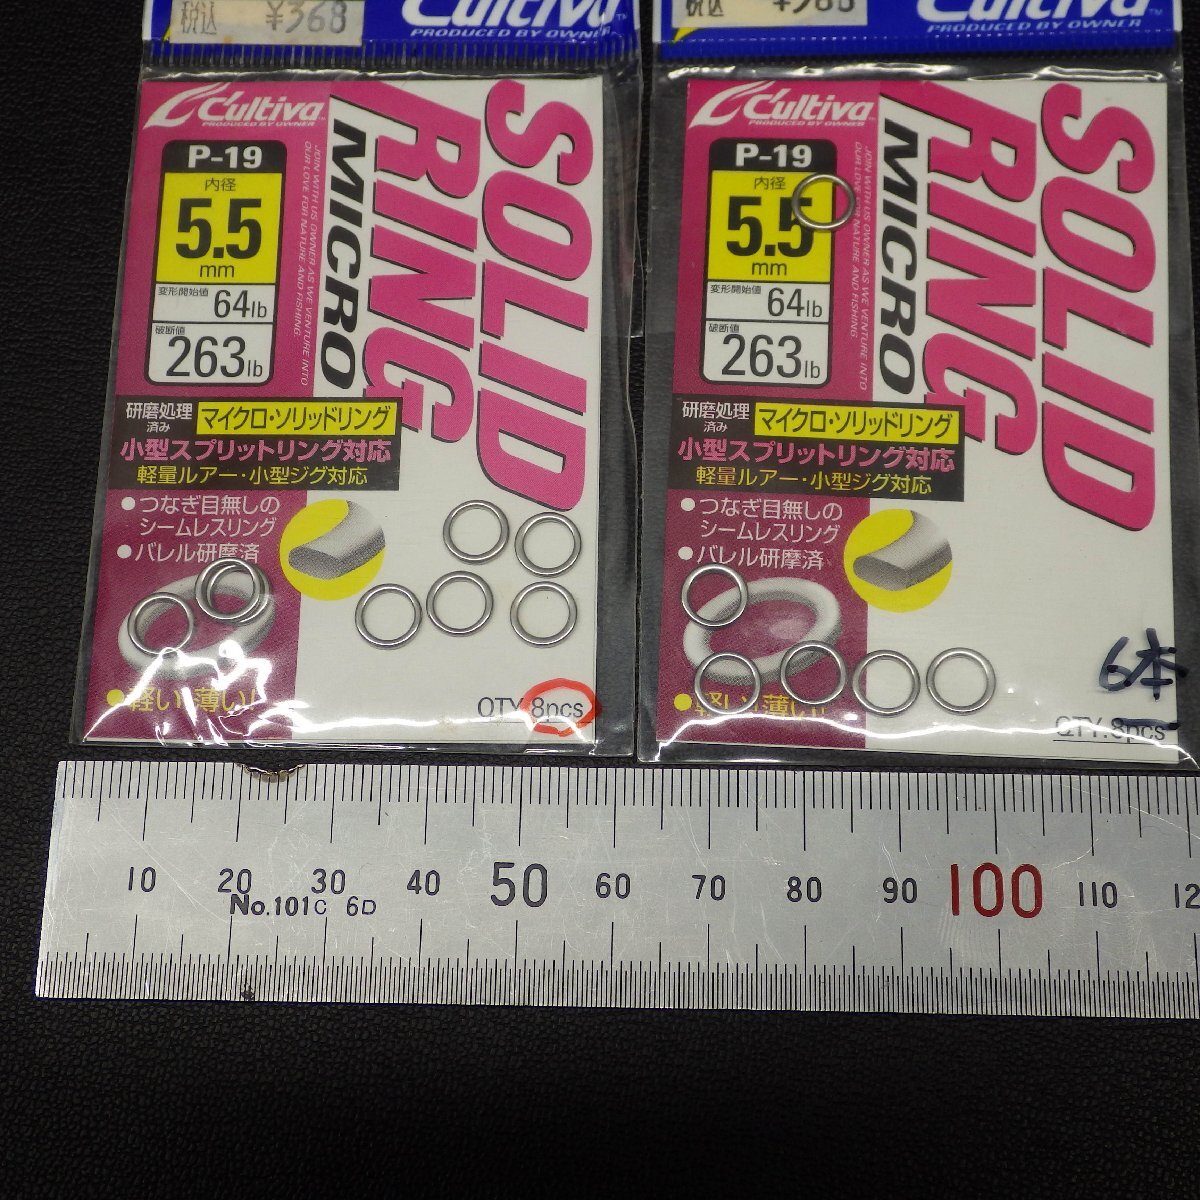 税込 ¥368
Cultiva
PRODUCED BY OWNER
Cultiva
PRODUCED BY OWNER
SOLID
RING
MICRO
JOIN WITH US OWNER AS WE VENTURE INTO
OUR LOVE FOR NATURE AND FISHING.
P-19
内径
5.5
mm
変形開始値
64lb
破断値
263lb
研磨処理
済み
マイクロ・ソリッドリング
小型スプリットリング対応
軽量ルアー・小型ジグ対応
●つなぎ目無しの
シームレスリング
●バレル研磨済
●軽い!薄い!!
QTY.8pcs
税込
Cultiva
PRODUCED BY OWNER
Cultiva
PRODUCED BY OWNER
SOLID
RING
MICRO
JOIN WITH US OWNER AS WE VENTURE INTO
OUR LOVE FOR NATURE AND FISHING.
P-19
内径
5.5
mm
変形開始値
64lb
破断値
263lb
研磨処理
済み
マイクロ・ソリッドリング
小型スプリットリング対応
軽量ルアー・小型ジグ対応
●つなぎ目無しの
シームレスリング
●バレル研磨済
●軽い!薄い!!
6本
QTY.8pcs
10 20 30 40 50 60 70 80 90 100 110 12
No.101C 6D